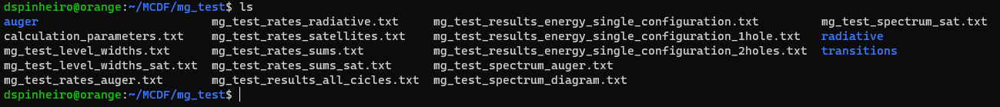 dspinheiro@orange:~/MCDF/mg_test$ ls
auger mg_test_rates_radiative.txt mg_test_results_energy_single_configuration.txt mg_test_spectrum_sat.txt
calculation_parameters.txt mg_test_rates_satellites.txt mg_test_results_energy_single_configuration_1hole.txt radiative
mg_test_level_widths.txt mg_test_rates_sums.txt mg_test_results_energy_single_configuration_2holes.txt transitions
mg_test_level_widths_sat.txt mg_test_rates_sums_sat.txt mg_test_spectrum_auger.txt
mg_test_rates_auger.txt mg_test_results_all_cicles.txt mg_test_spectrum_diagram.txt
dspinheiro@orange:~/MCDF/mg_test$